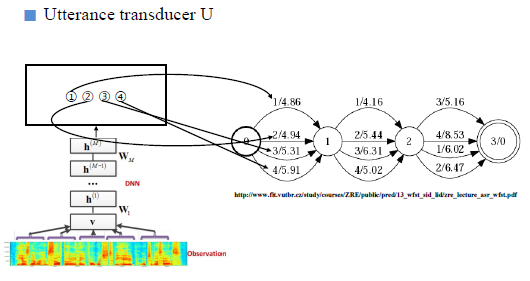 Utterance transducer U
① ② ③ ④
1/4.86 1/4.16 3/5.16
0 2/4.94 1 2/5.44 2 4/8.53 3/0
3/5.31 3/6.31 1/6.02
4/5.91 4/5.02 2/6.47
h(M)
W_M
h(M-1)
... DNN
h(1)
W_1
v
http://www.fit.vutbr.cz/study/courses/ZRE/public/pred/13_wfst_sid_lid/zre_lecture_asr_wfst.pdf
Observation